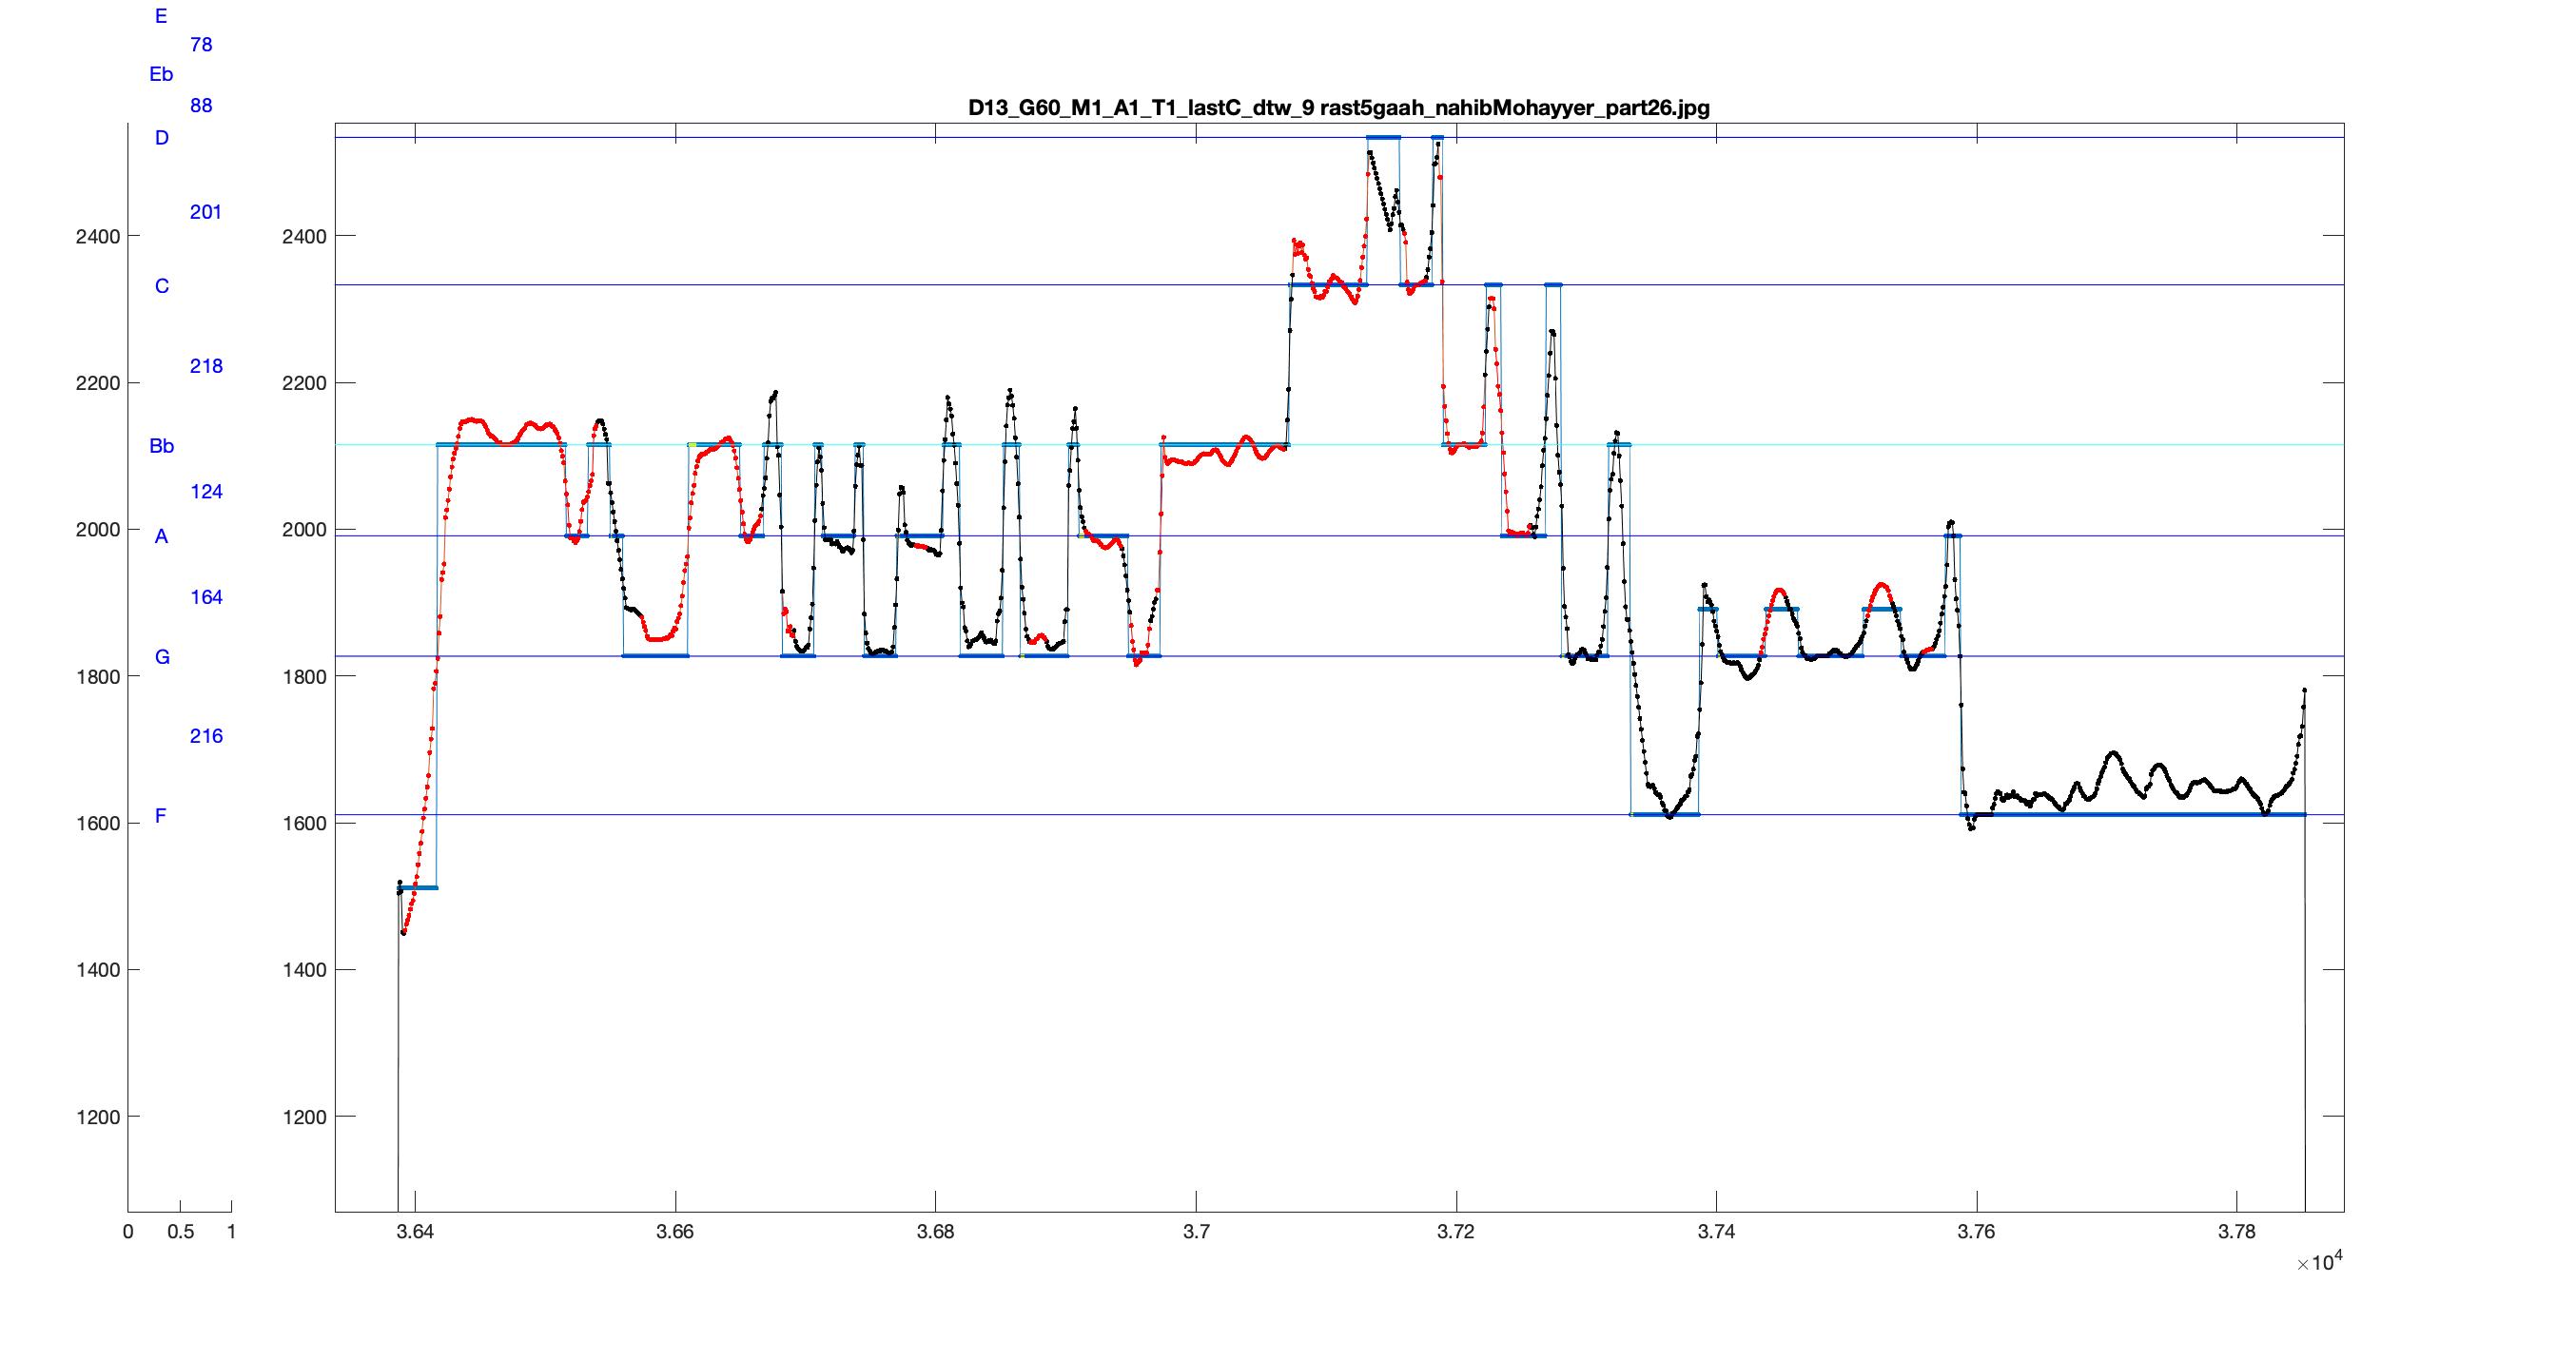 E
78
Eb
88
D13_G60_M1_A1_T1_lastC_dtw_9 rast5gaah_nahibMohayyer_part26.jpg
D
201
2400 2400
C
218
2200 2200
Bb
124
2000 2000
A
164
G
1800 1800
216
F
1600 1600
1400 1400
1200 1200
0 0.5 1 3.64 3.66 3.68 3.7 3.72 3.74 3.76 3.78
×10⁴